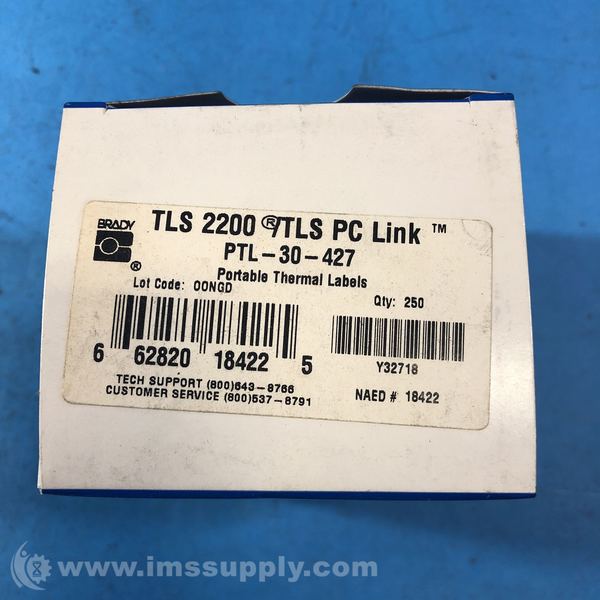 BRADY
®
TLS 2200®/TLS PC Link™
PTL-30-427
Portable Thermal Labels
Lot Code: OONGD
Qty: 250
6 62820 18422 5
Y32718
TECH SUPPORT (800)643-8766
CUSTOMER SERVICE (800)537-8791
NAED # 18422
www.imssupply.com